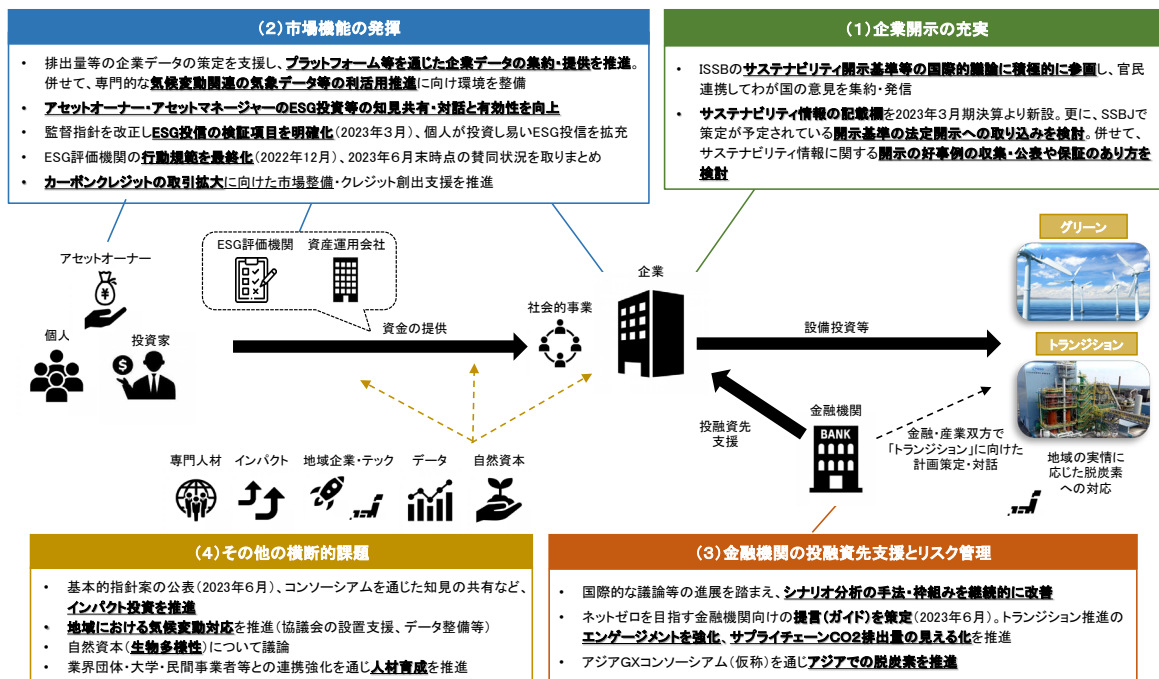 (2)市場機能の発揮
• 排出量等の企業データの策定を支援し、プラットフォーム等を通じた企業データの集約・提供を推進。
併せて、専門的な気候変動関連の気象データ等の利活用推進に向け環境を整備
• アセットオーナー・アセットマネージャーのESG投資等の知見共有・対話と有効性を向上
• 監督指針を改正しESG投信の検証項目を明確化(2023年3月)、個人が投資し易いESG投信を拡充
• ESG評価機関の行動規範を最終化(2022年12月)、2023年6月末時点の賛同状況を取りまとめ
• カーボンクレジットの取引拡大に向けた市場整備・クレジット創出支援を推進
(1)企業開示の充実
• ISSBのサステナビリティ開示基準等の国際的議論に積極的に参画し、官民
連携してわが国の意見を集約・発信
• サステナビリティ情報の記載欄を2023年3月期決算より新設。更に、SSBJで
策定が予定されている開示基準の法定開示への取り込みを検討。併せて、
サステナビリティ情報に関する開示の好事例の収集・公表や保証のあり方を
検討
アセットオーナー
個人
投資家
ESG評価機関
資産運用会社
資金の提供
社会的事業
企業
設備投資等
グリーン
トランジション
投融資先
支援
金融機関
BANK
金融・産業双方で
「トランジション」に向けた
計画策定・対話
地域の実情に
応じた脱炭素
への対応
専門人材
インパクト
地域企業・テック
データ
自然資本
(4)その他の横断的課題
• 基本的指針案の公表(2023年6月)、コンソーシアムを通じた知見の共有など、
インパクト投資を推進
• 地域における気候変動対応を推進(協議会の設置支援、データ整備等)
• 自然資本(生物多様性)について議論
• 業界団体・大学・民間事業者等との連携強化を通じ人材育成を推進
(3)金融機関の投融資先支援とリスク管理
• 国際的な議論等の進展を踏まえ、シナリオ分析の手法・枠組みを継続的に改善
• ネットゼロを目指す金融機関向けの提言(ガイド)を策定(2023年6月)。トランジション推進の
エンゲージメントを強化、サプライチェーンCO2排出量の見える化を推進
• アジアGXコンソーシアム(仮称)を通じアジアでの脱炭素を推進